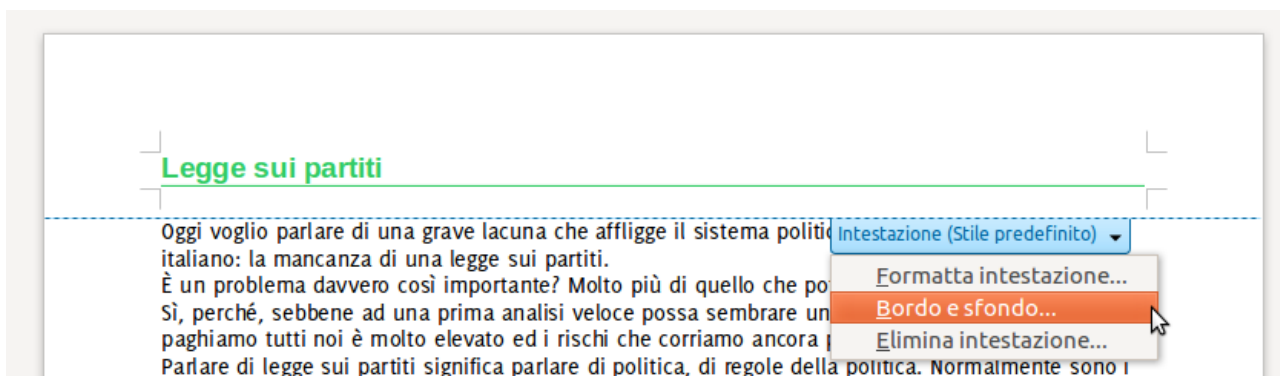 Legge sui partiti
Oggi voglio parlare di una grave lacuna che affligge il sistema
Intestazione (Stile predefinito)
italiano: la mancanza di una legge sui partiti.
Formatta intestazione...
È un problema davvero così importante? Molto più di quello che
Bordo e sfondo...
Sì, perché, sebbene ad una prima analisi veloce possa sembrare
Elimina intestazione...
paghiamo tutti noi è molto elevato ed i rischi che corriamo ancora
Parlare di legge sui partiti significa parlare di politica, di regole della politica. Normalmente sono i